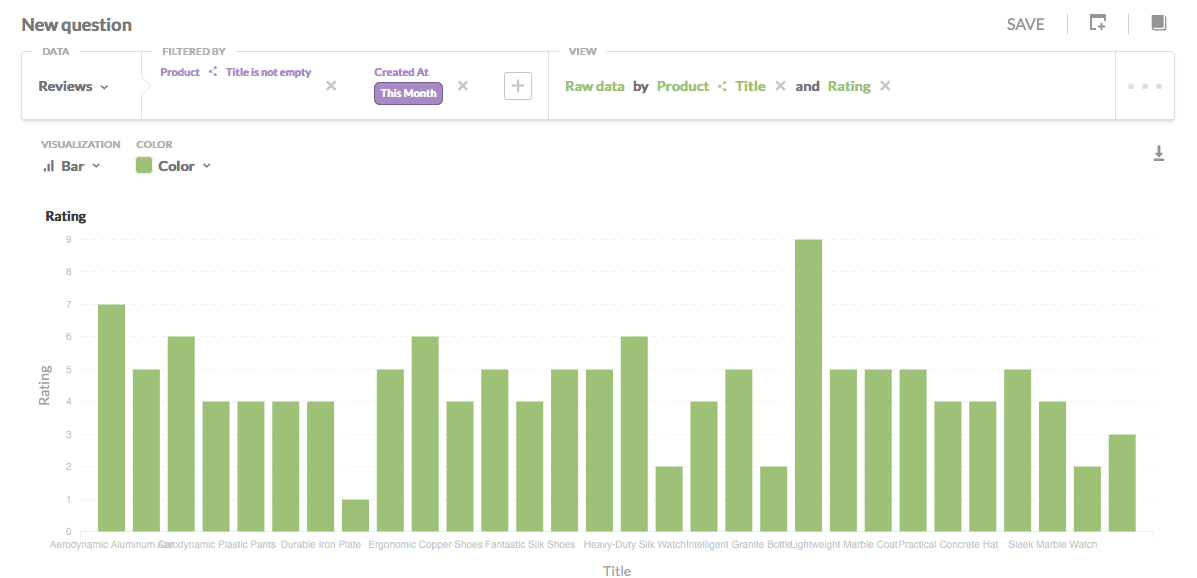 New question
SAVE
DATA
FILTERED BY
VIEW
Reviews
Product Title is not empty
Created At
This Month
Raw data by Product Title and Rating
VISUALIZATION
COLOR
Bar
Color
Rating
9
8
7
6
5
4
3
2
1
0
Rating
Aerodynamic Aluminum Aerodynamic Plastic Pants Durable Iron Plate Ergonomic Copper Shoes Fantastic Silk Shoes Heavy-Duty Silk Watch Intelligent Granite Bottle Lightweight Marble Coat Practical Concrete Hat Sleek Marble Watch
Title